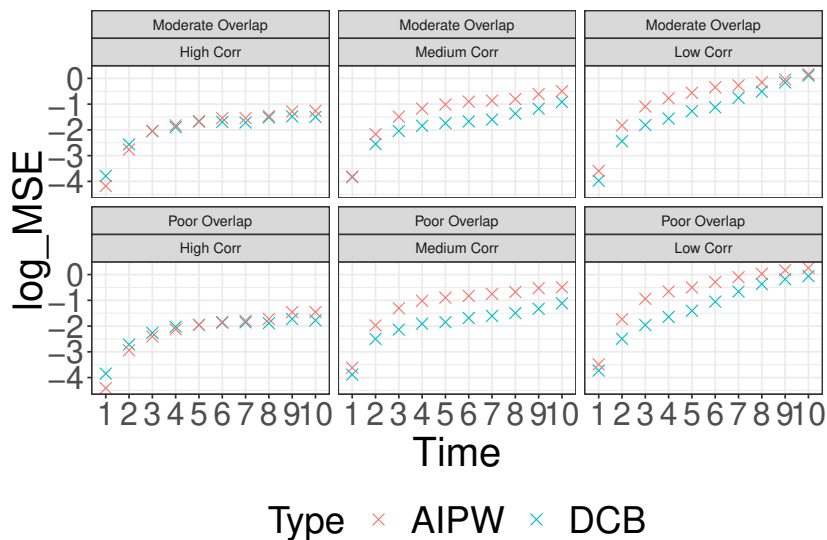 Moderate Overlap Moderate Overlap Moderate Overlap
High Corr Medium Corr Low Corr
0
−1
−2
−3
−4
Poor Overlap Poor Overlap Poor Overlap
High Corr Medium Corr Low Corr
0
−1
−2
−3
−4
log_MSE
1 2 3 4 5 6 7 8 9 10 1 2 3 4 5 6 7 8 9 10 1 2 3 4 5 6 7 8 9 10
Time
Type AIPW DCB